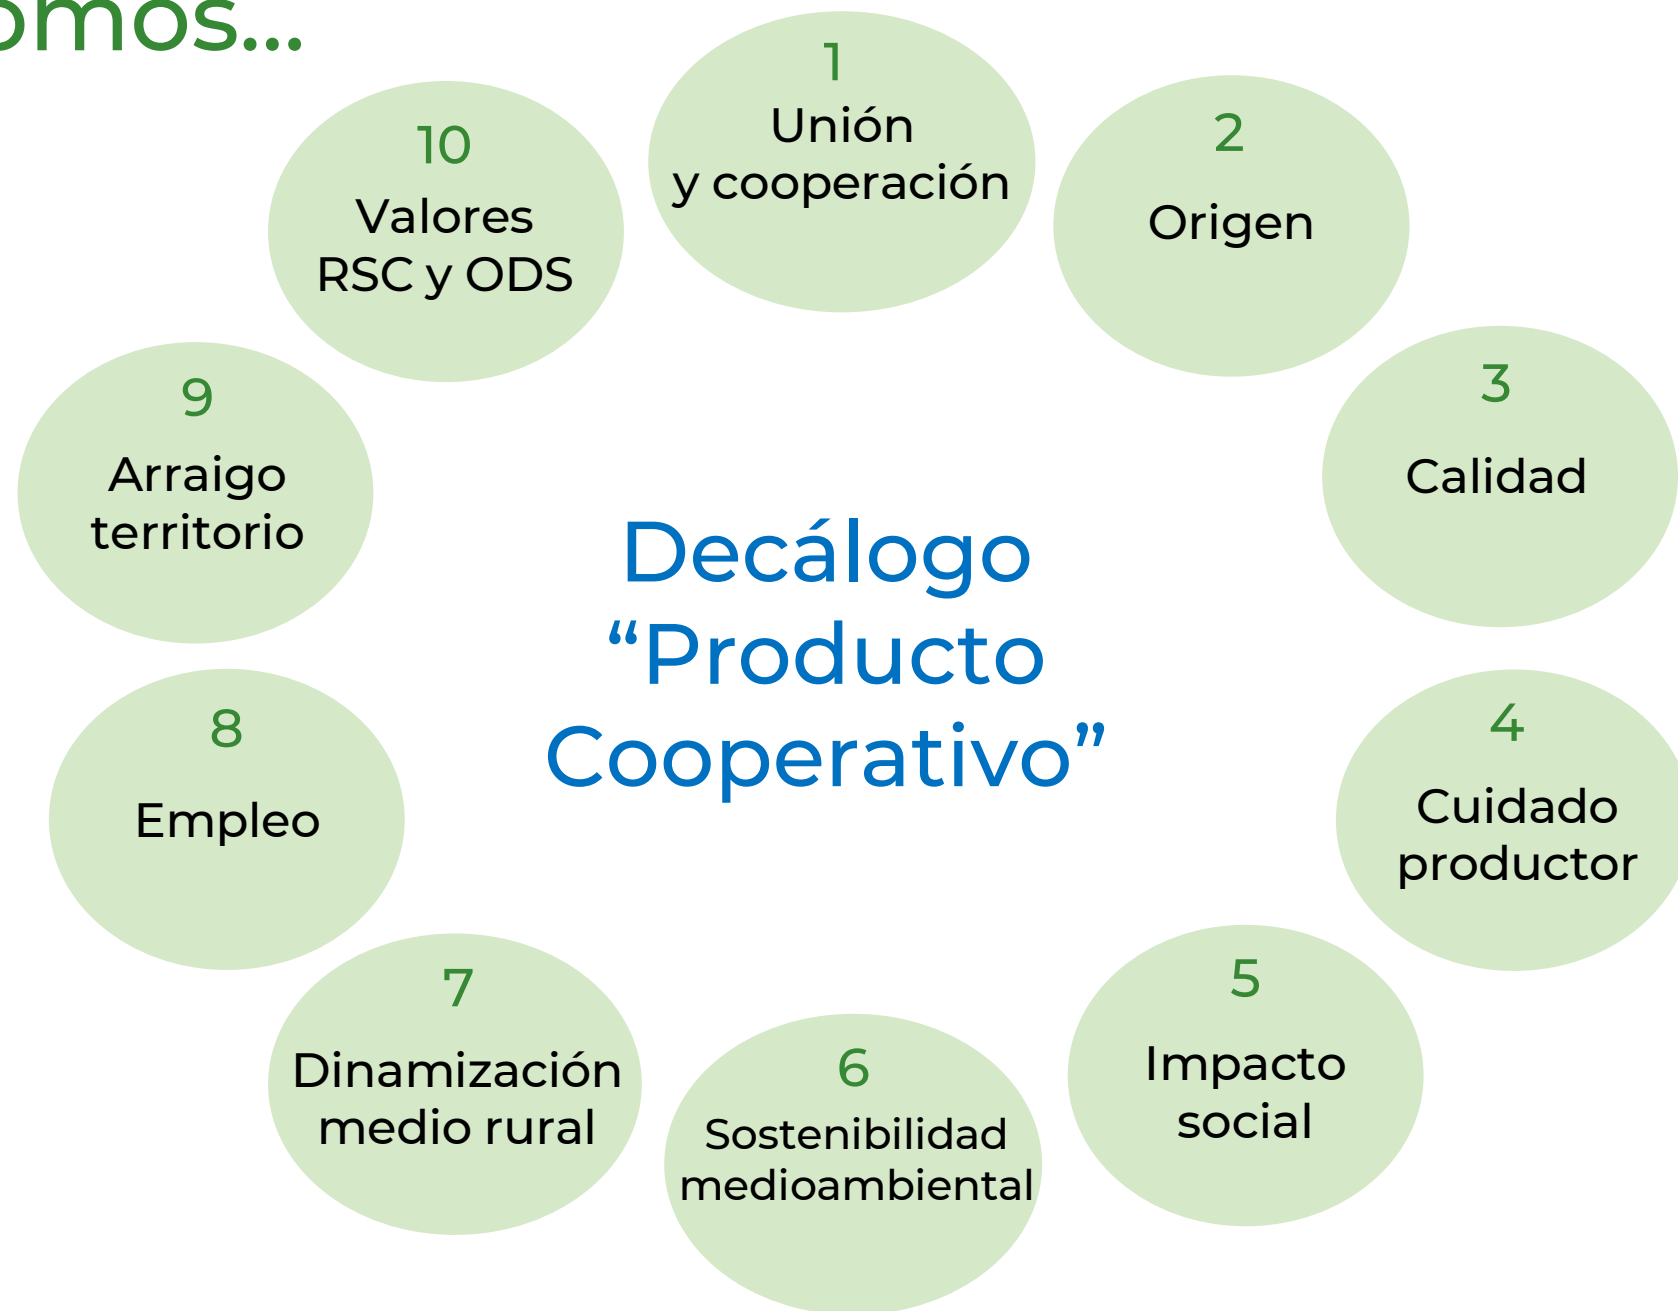 omos...
1
Unión
y cooperación
2
Origen
3
Calidad
4
Cuidado
productor
5
Impacto
social
6
Sostenibilidad
medioambiental
7
Dinamización
medio rural
8
Empleo
9
Arraigo
territorio
10
Valores
RSC y ODS
Decálogo
“Producto
Cooperativo”